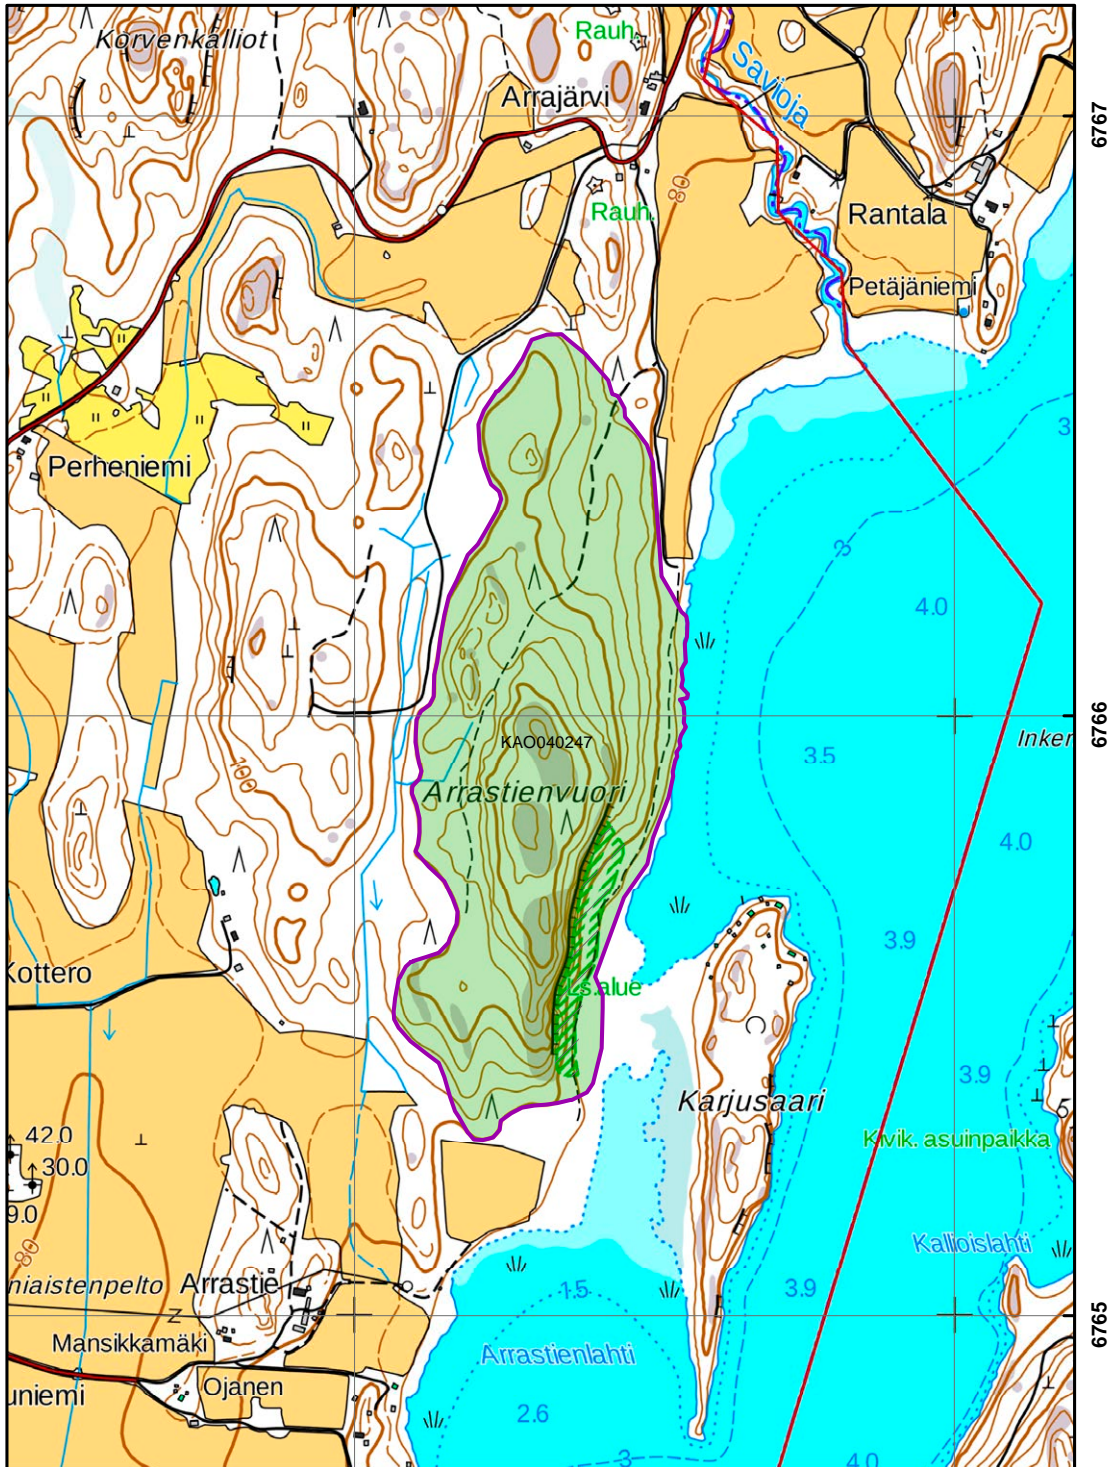 Rauh.
Korvenkalliot
Savioja
Arrajärvi
6767
80
Rauh.
Rantala
Petäjäniemi
3
Perheniemi
3
4.0
KAO040247
6766
Inker
3.5
100
Arrastienvuori
4.0
3.9
Kottero
Ls.alue
3.9
Karjusaari
5
42.0
Kivik. asuinpaikka
30.0
9.0
80
Kallioislahti
niaistenpelto
Arrastie
1.5
3.9
6765
Mansikkamäki
Arrastienlahti
uniemi
Ojanen
2.6
3
4.0